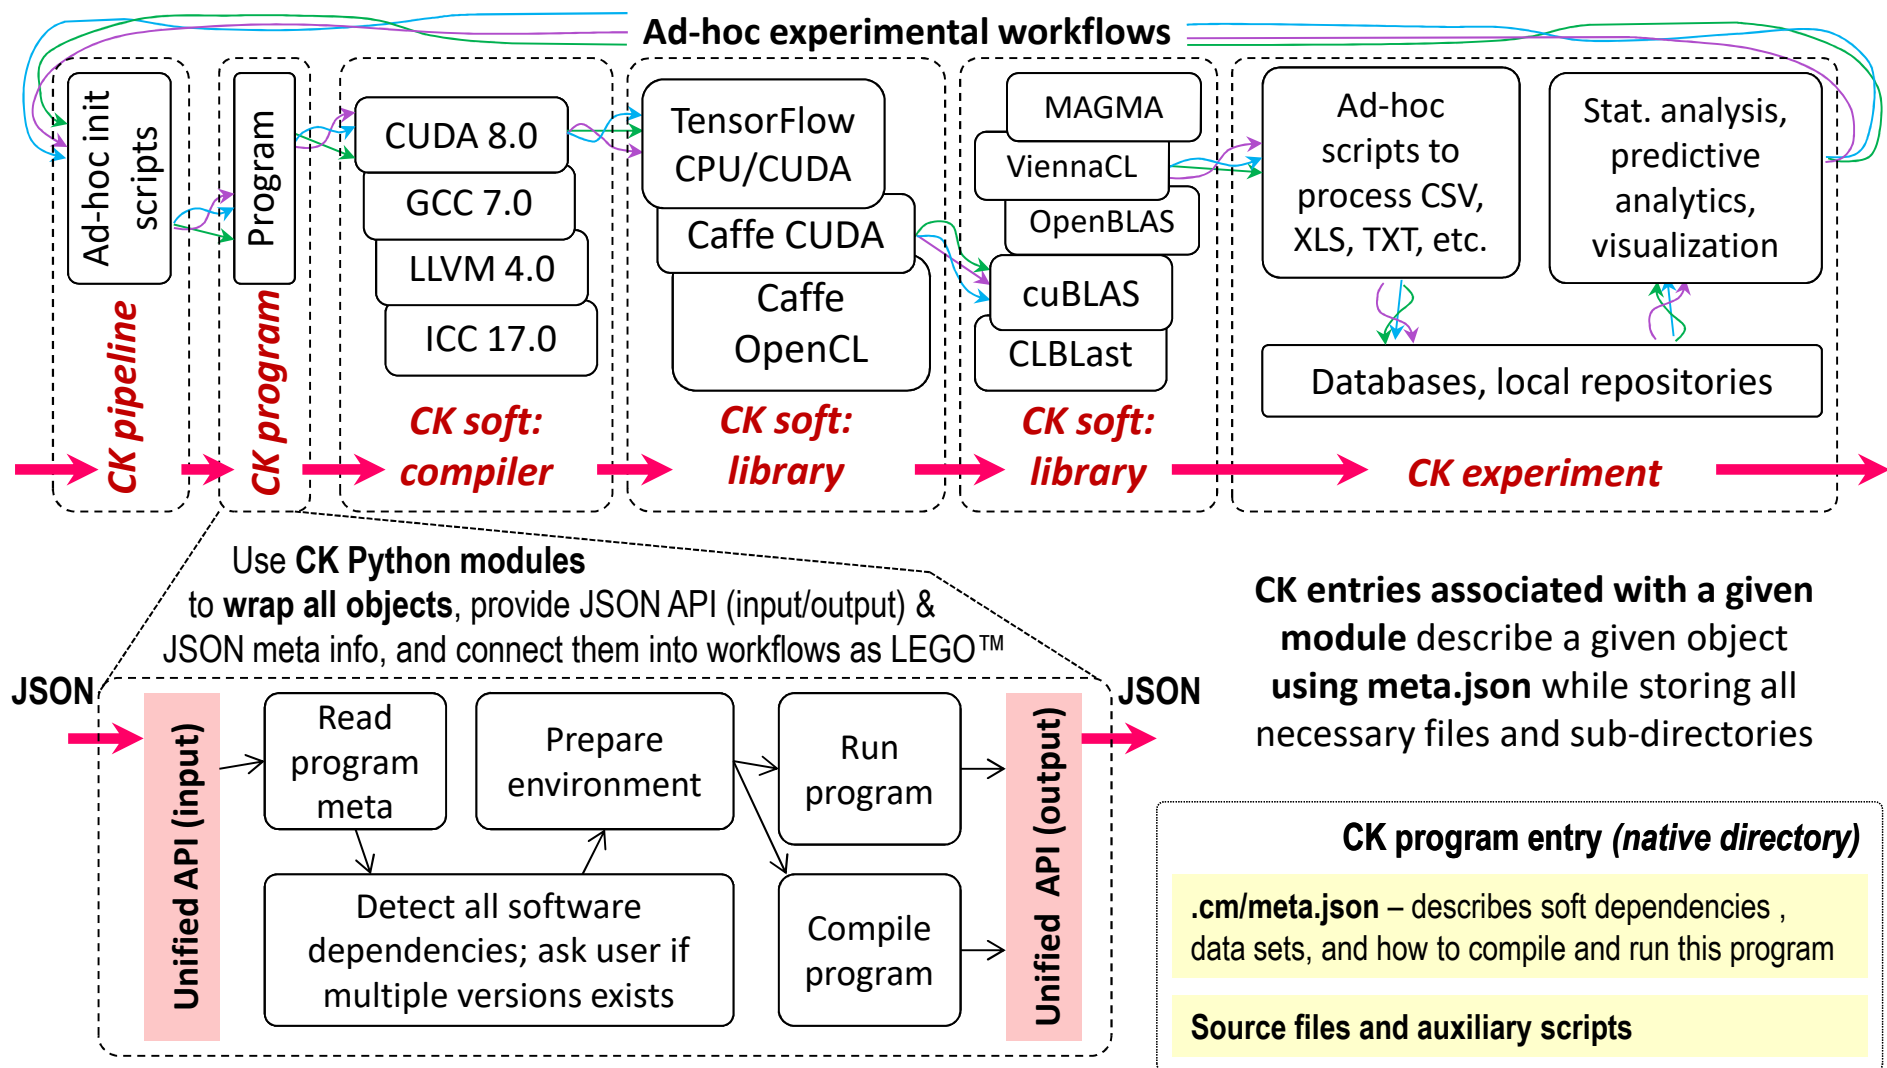 Ad-hoc experimental workflows
Ad-hoc init
scripts
CK pipeline
Program
CK program
CUDA 8.0
GCC 7.0
LLVM 4.0
ICC 17.0
CK soft:
compiler
TensorFlow
CPU/CUDA
Caffe CUDA
Caffe
OpenCL
CK soft:
library
MAGMA
ViennaCL
OpenBLAS
cuBLAS
CLBLast
CK soft:
library
Ad-hoc
scripts to
process CSV,
XLS, TXT, etc.
Stat. analysis,
predictive
analytics,
visualization
Databases, local repositories
CK experiment
Use CK Python modules
to wrap all objects, provide JSON API (input/output) &
JSON meta info, and connect them into workflows as LEGO™
JSON
Unified API (input)
Read
program
meta
Detect all software
dependencies; ask user if
multiple versions exists
Prepare
environment
Run
program
Compile
program
Unified API (output)
JSON
CK entries associated with a given
module describe a given object
using meta.json while storing all
necessary files and sub-directories
CK program entry (native directory)
.cm/meta.json – describes soft dependencies ,
data sets, and how to compile and run this program
Source files and auxiliary scripts